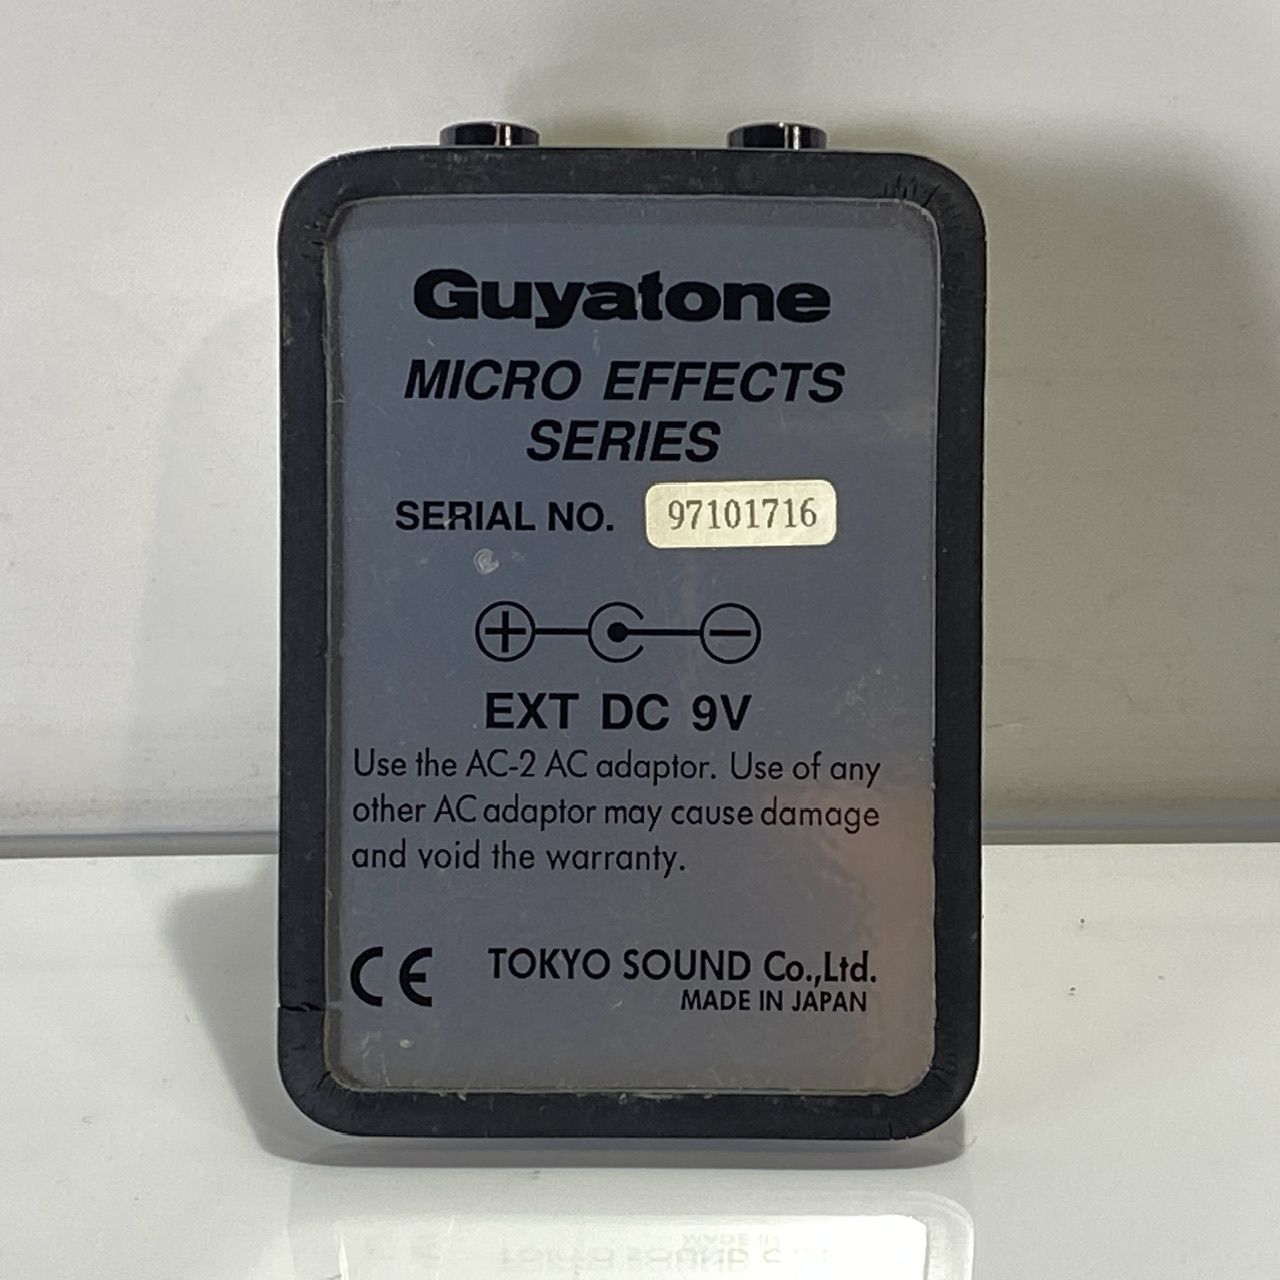 Guyatone
MICRO EFFECTS
SERIES
SERIAL NO. 97101716
EXT DC 9V
Use the AC-2 AC adaptor. Use of any
other AC adaptor may cause damage
and void the warranty.
CE TOKYO SOUND Co.,Ltd.
MADE IN JAPAN